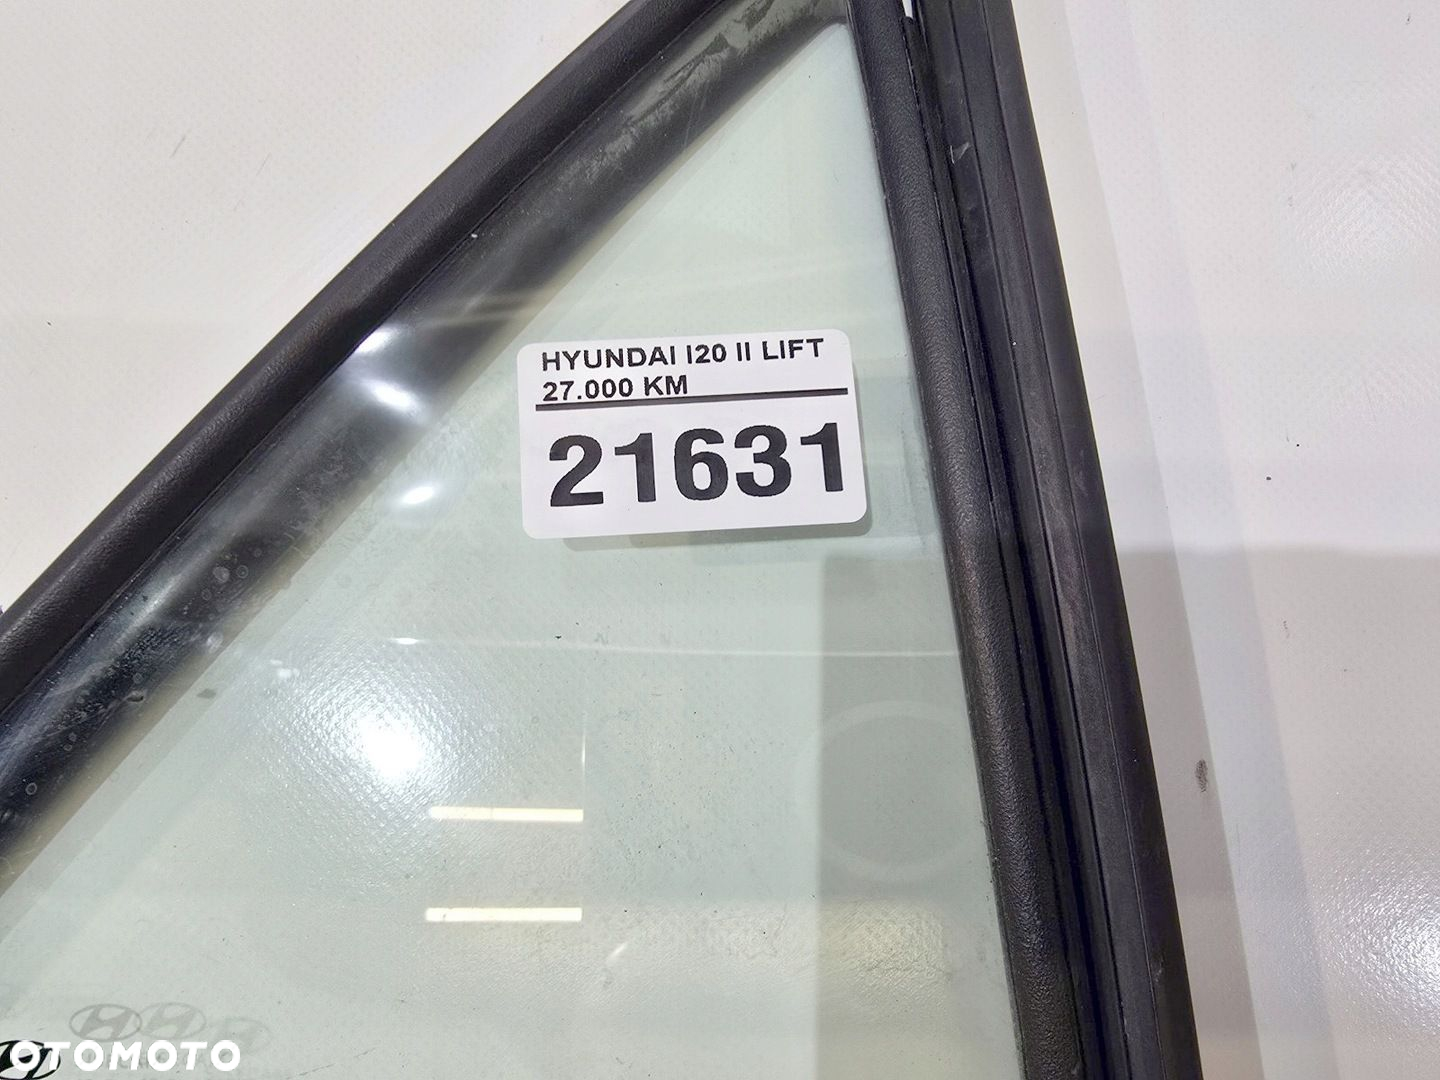 HYUNDAI I20 II LIFT
27.000 KM
21631
OTOMOTO